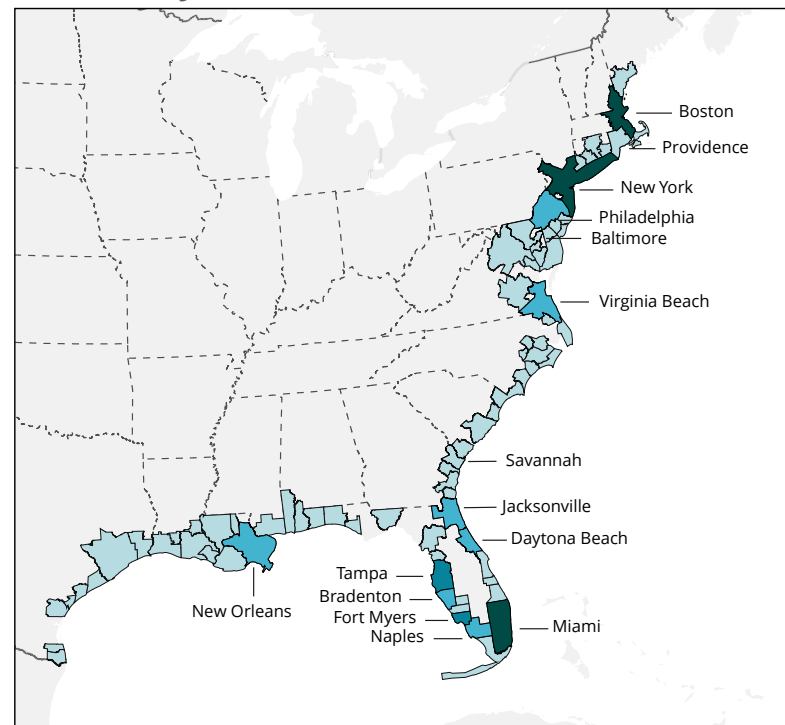 Boston
Providence
New York
Philadelphia
Baltimore
Virginia Beach
Savannah
Jacksonville
Daytona Beach
Tampa
Bradenton
New Orleans
Fort Myers
Miami
Naples